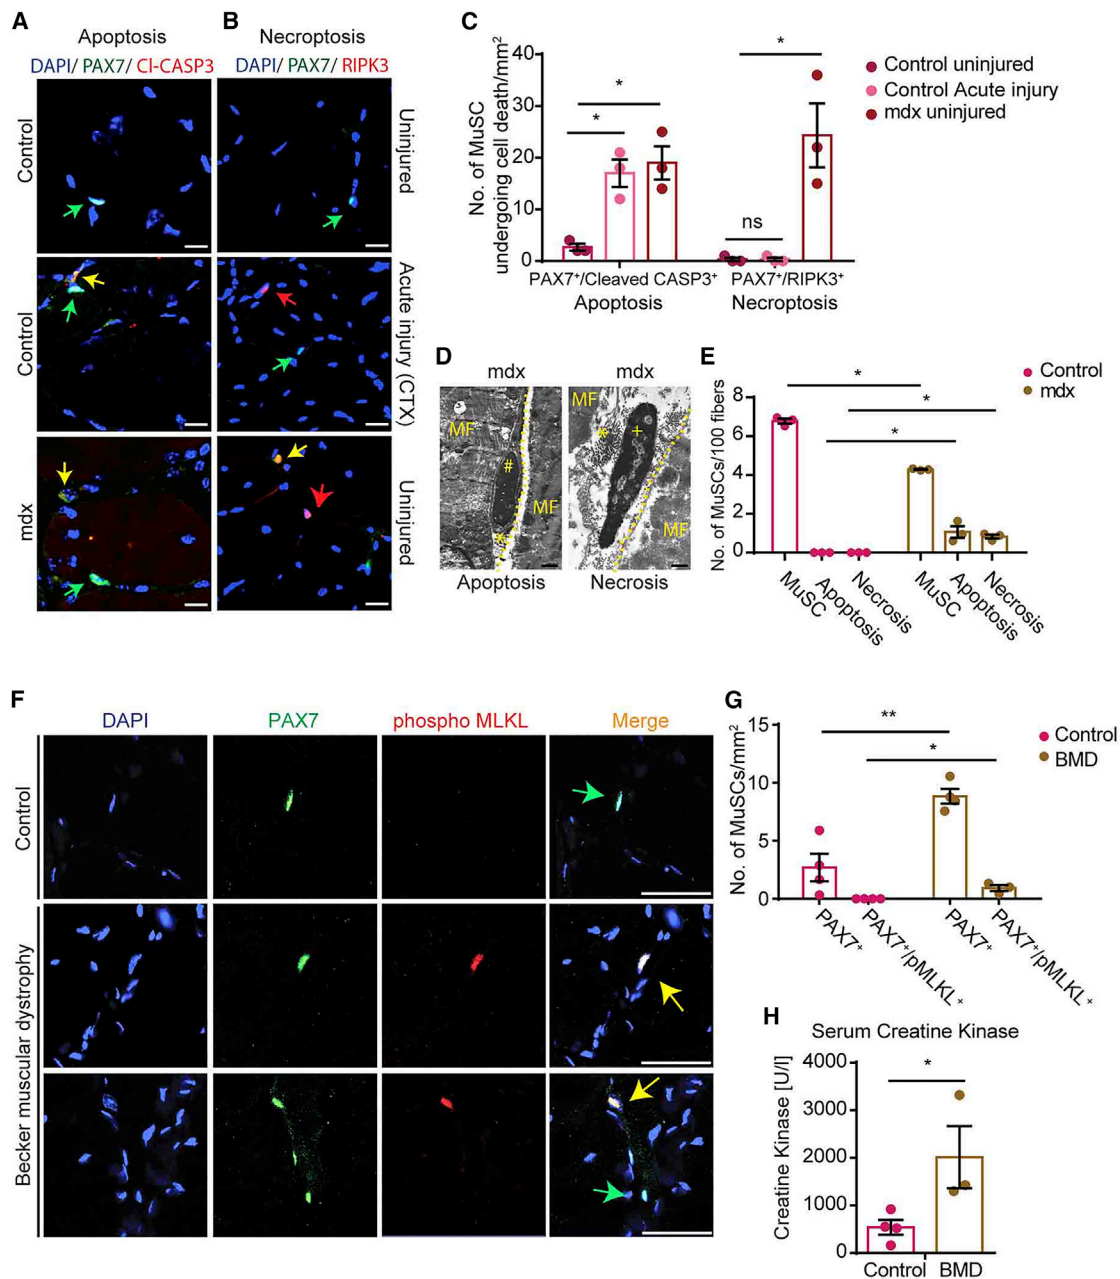 A
Apoptosis
DAPI/ PAX7/ Cl-CASP3
B
Necroptosis
DAPI/ PAX7/ RIPK3
Control
Uninjured
Control
Acute injury (CTX)
mdx
Uninjured
C
No. of MuSC
undergoing cell death/mm²
40
30
20
10
0
*
*
ns
*
PAX7⁺/Cleaved CASP3⁺
Apoptosis
PAX7⁺/RIPK3⁺
Necroptosis
Control uninjured
Control Acute injury
mdx uninjured
D
mdx
MF
#
MF
*
Apoptosis
mdx
MF
*
+
MF
Necrosis
E
No. of MuSCs/100 fibers
8
6
4
2
0
*
*
*
MuSC
Apoptosis
Necrosis
MuSC
Apoptosis
Necrosis
Control
mdx
F
DAPI
PAX7
phospho MLKL
Merge
Control
Becker muscular dystrophy
G
No. of MuSCs/mm²
15
10
5
0
**
*
PAX7⁺
PAX7⁺/pMLKL⁺
PAX7⁺
PAX7⁺/pMLKL⁺
Control
BMD
H
Serum Creatine Kinase
Creatine Kinase [U/l]
4000
3000
2000
1000
0
*
Control
BMD